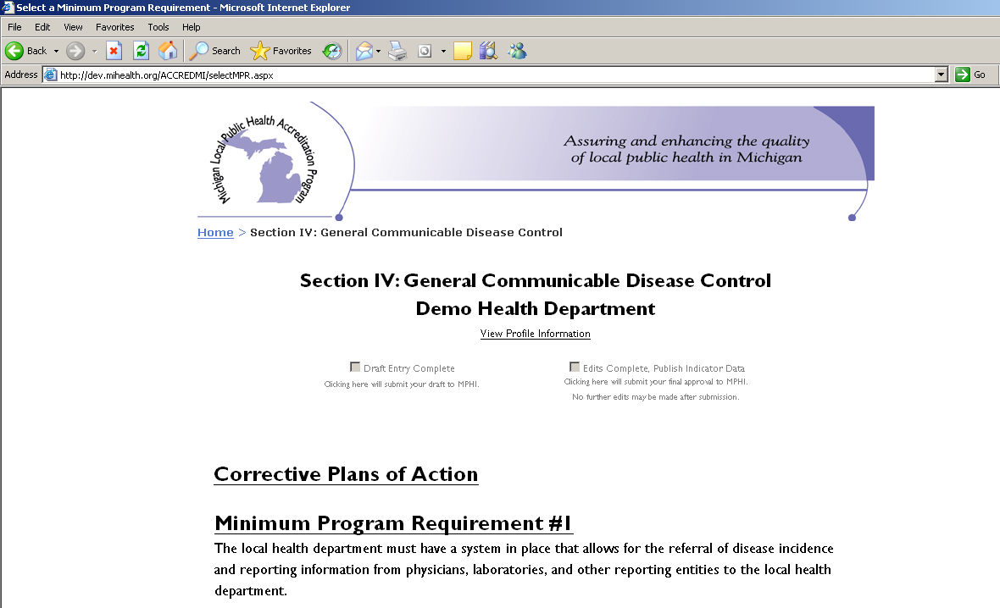 Select a Minimum Program Requirement - Microsoft Internet Explorer
File Edit View Favorites Tools Help
Back Search Favorites
Address http://dev.mihealth.org/ACCREDMI/selectMPR.aspx Go
Michigan Local Public Health Accreditation Program
Assuring and enhancing the quality
of local public health in Michigan
Home > Section IV: General Communicable Disease Control
Section IV: General Communicable Disease Control
Demo Health Department
View Profile Information
Draft Entry Complete
Clicking here will submit your draft to MPHI.
Edits Complete, Publish Indicator Data
Clicking here will submit your final approval to MPHI.
No further edits may be made after submission.
Corrective Plans of Action
Minimum Program Requirement #1
The local health department must have a system in place that allows for the referral of disease incidence
and reporting information from physicians, laboratories, and other reporting entities to the local health
department.